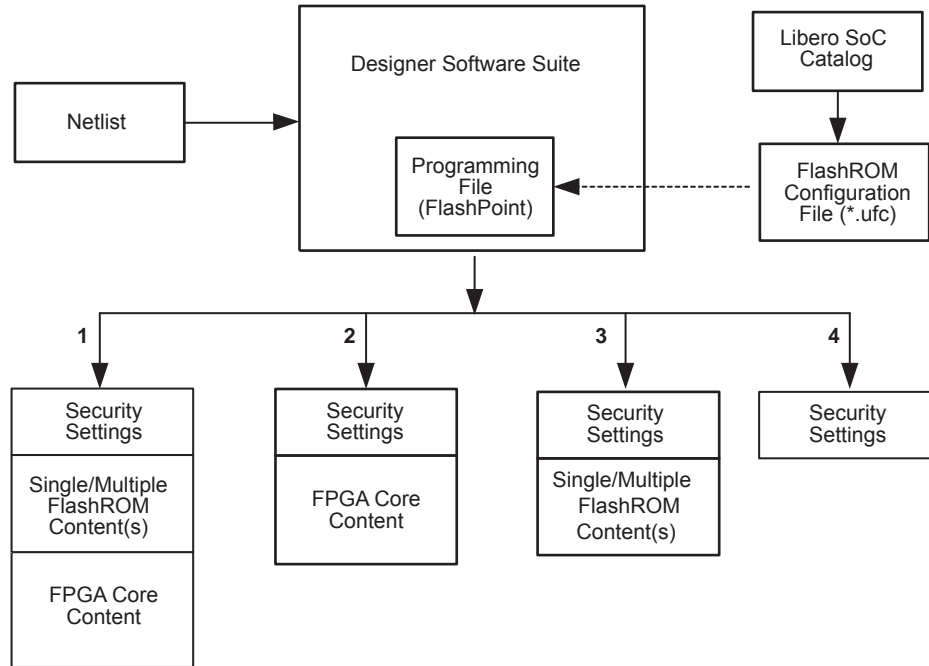 Designer Software Suite
Libero SoC
Catalog
Netlist
Programming
File
(FlashPoint)
FlashROM
Configuration
File (*.ufc)
1
2
3
4
Security
Settings
Single/Multiple
FlashROM
Content(s)
FPGA Core
Content
Security
Settings
FPGA Core
Content
Security
Settings
Single/Multiple
FlashROM
Content(s)
Security
Settings